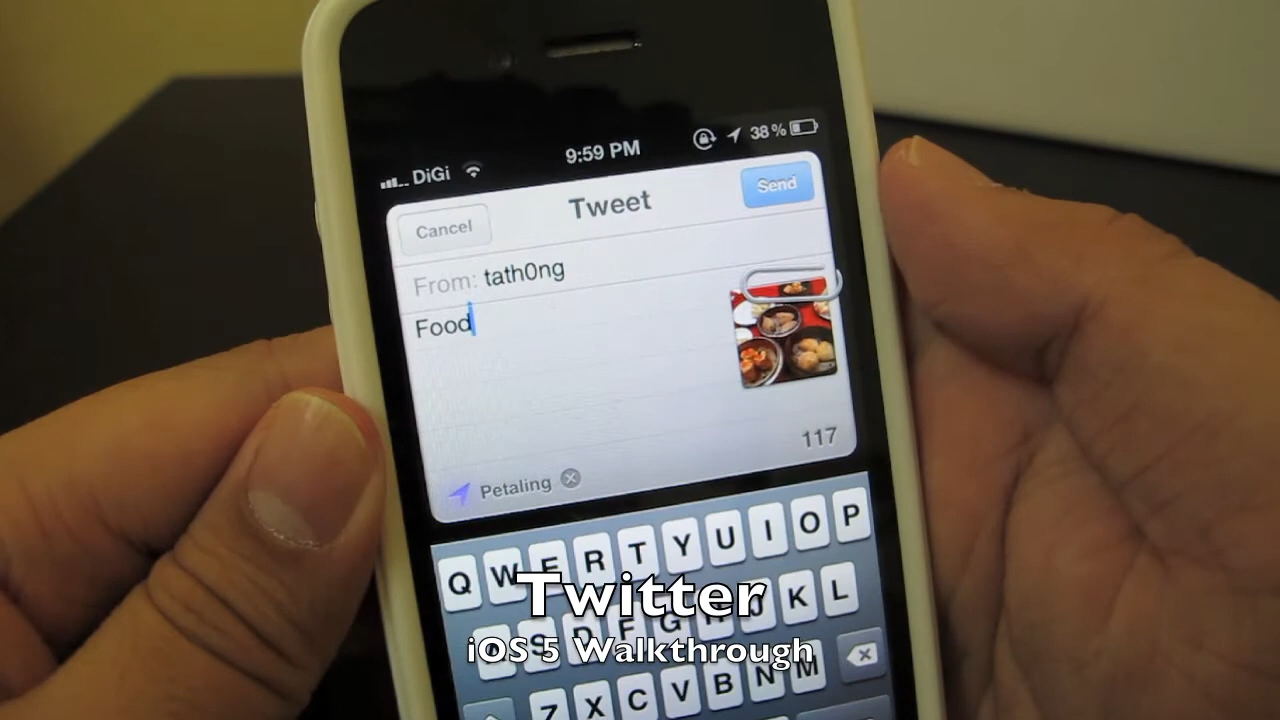 DiGi 9:59 PM 38%
Cancel Tweet Send
From: tath0ng
Food
117
Petaling
Q W E R T Y U I O P
S D F G H J K L
Z X C V B N M
Twitter
iOS 5 Walkthrough